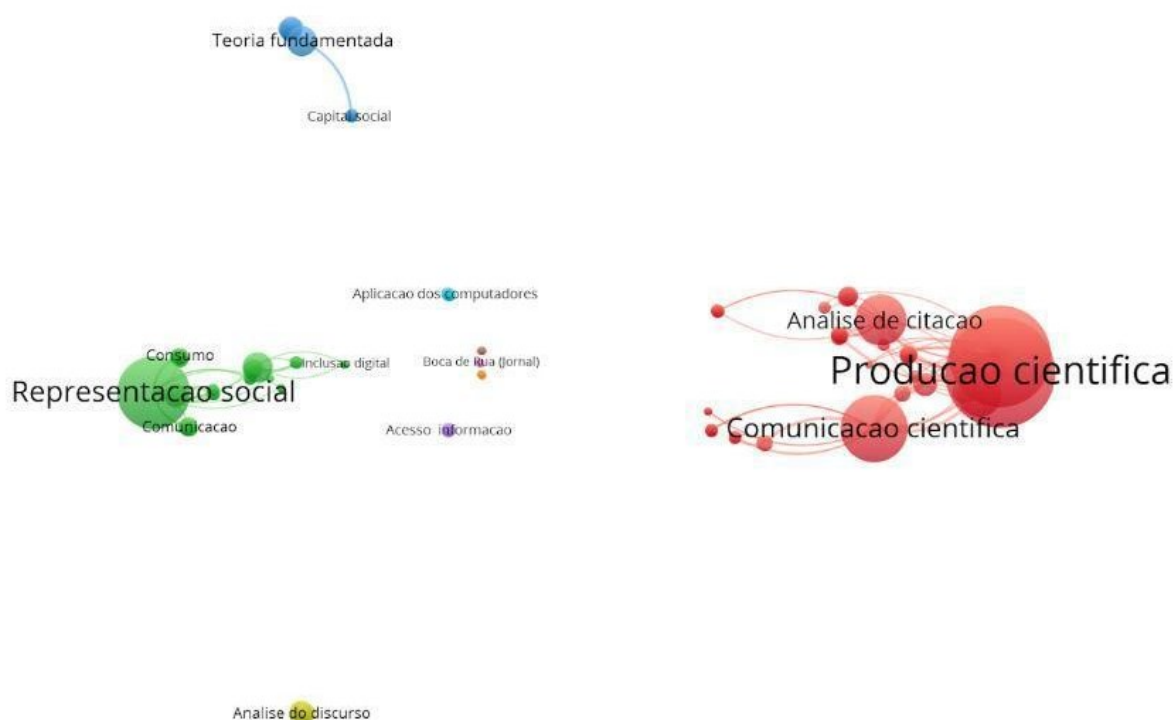 Teoria fundamentada
Capital social
Aplicacao dos computadores
Analise de citacao
Consumo
Inclusao digital
Boca de Rua (Jornal)
Producao cientifica
Representacao social
Comunicacao
Acesso informacao
Comunicacao cientifica
Analise do discurso